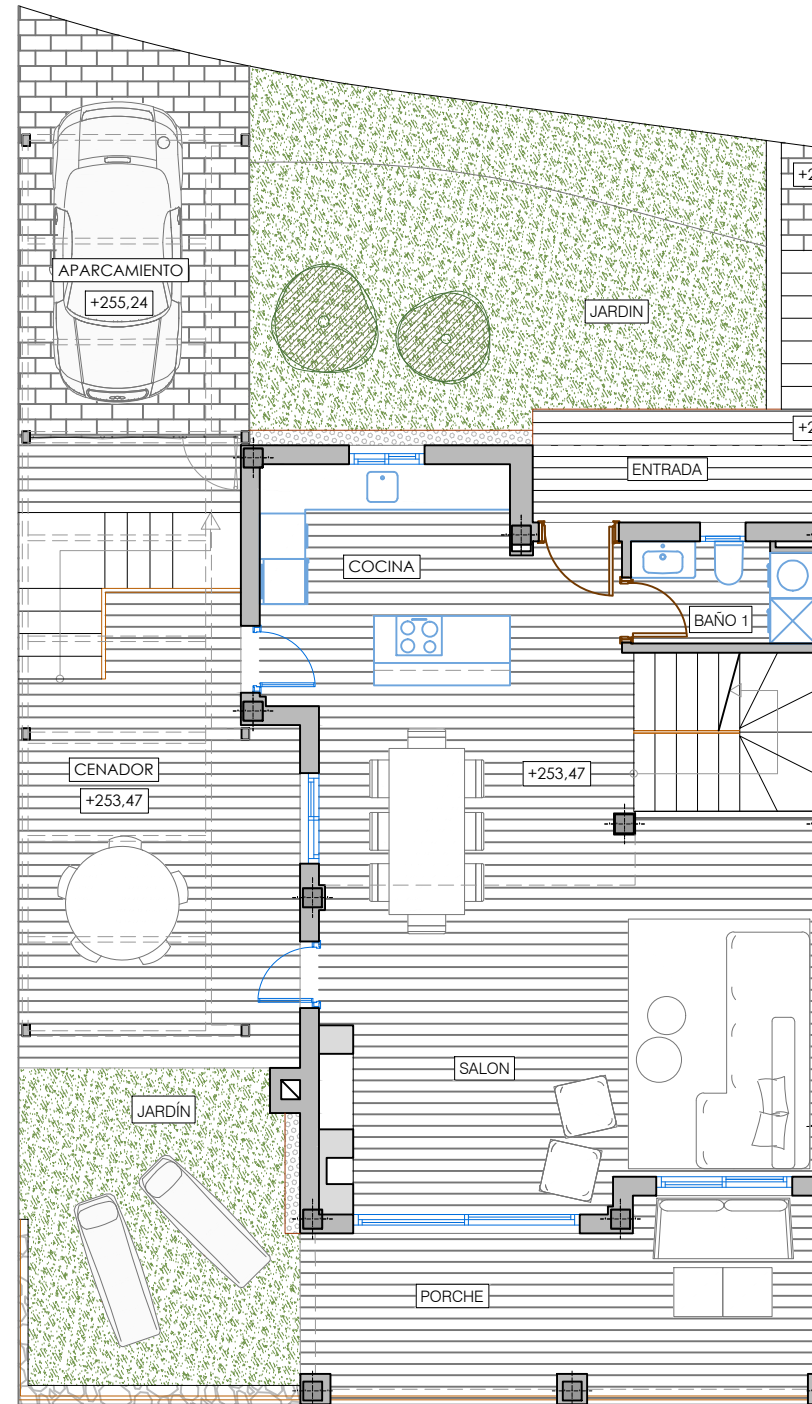 APARCAMIENTO
+255,24
JARDIN
ENTRADA
COCINA
BAÑO 1
CENADOR
+253,47
+253,47
SALON
JARDÍN
PORCHE